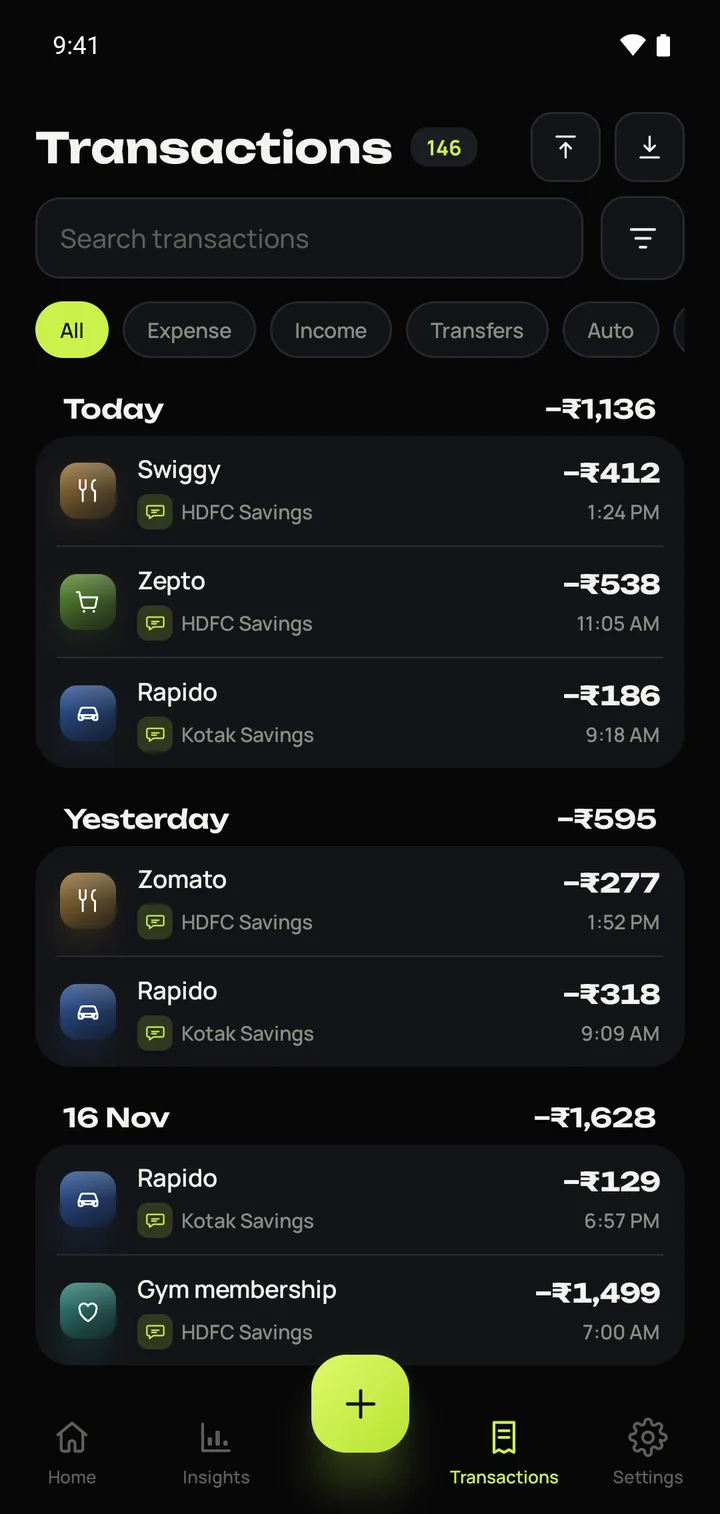 9:41
Transactions 146
Search transactions
All Expense Income Transfers Auto
Today −₹1,136
Swiggy −₹412
HDFC Savings 1:24 PM
Zepto −₹538
HDFC Savings 11:05 AM
Rapido −₹186
Kotak Savings 9:18 AM
Yesterday −₹595
Zomato −₹277
HDFC Savings 1:52 PM
Rapido −₹318
Kotak Savings 9:09 AM
16 Nov −₹1,628
Rapido −₹129
Kotak Savings 6:57 PM
Gym membership −₹1,499
HDFC Savings 7:00 AM
Home Insights Transactions Settings